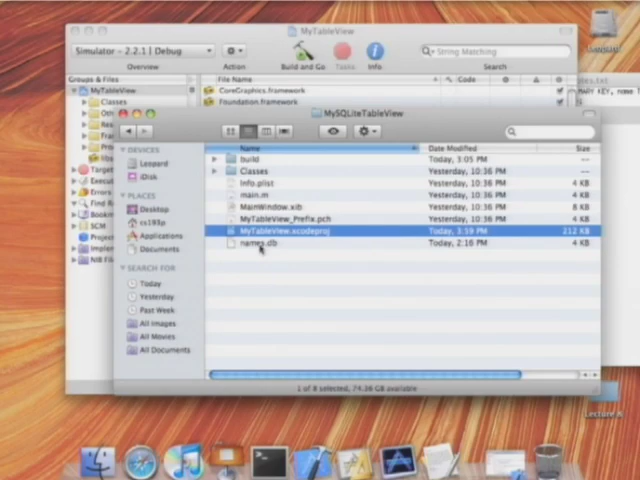 MyTableView
Simulator – 2.2.1 | Debug
Overview
Action
Build and Go
Tasks
Info
String Matching
Search
Groups & Files
File Name
Code
MyTableView
CoreGraphics.framework
Foundation.framework
Classes
MySQLiteTableView
Name
Date Modified
Size
DEVICES
Leopard
iDisk
PLACES
Desktop
cs193p
Applications
Documents
SEARCH FOR
Today
Yesterday
Past Week
All Images
All Movies
All Documents
build
Today, 3:05 PM
--
Classes
Yesterday, 10:36 PM
--
Info.plist
Yesterday, 10:36 PM
4 KB
main.m
Yesterday, 10:36 PM
4 KB
MainWindow.xib
Yesterday, 10:36 PM
8 KB
MyTableView_Prefix.pch
Yesterday, 10:36 PM
4 KB
MyTableView.xcodeproj
Today, 3:59 PM
212 KB
names.db
Today, 2:16 PM
4 KB
1 of 8 selected, 74.36 GB available
Lecture 8